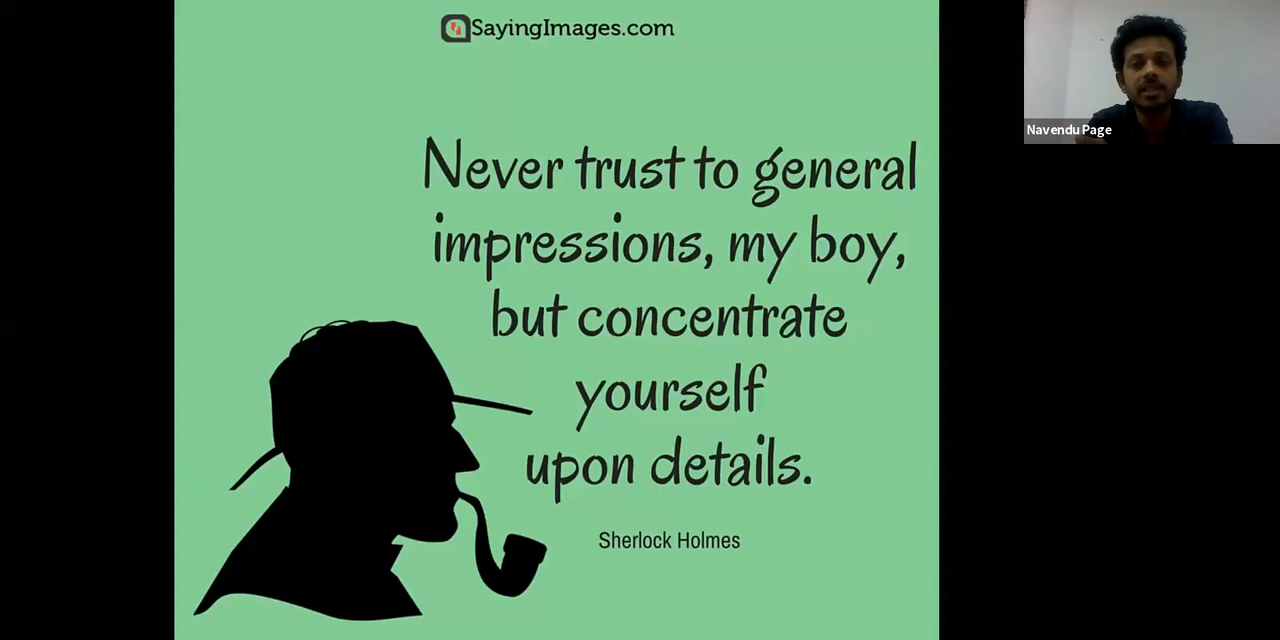 SayingImages.com
Never trust to general
impressions, my boy,
but concentrate
yourself
upon details.
Sherlock Holmes
Navendu Page